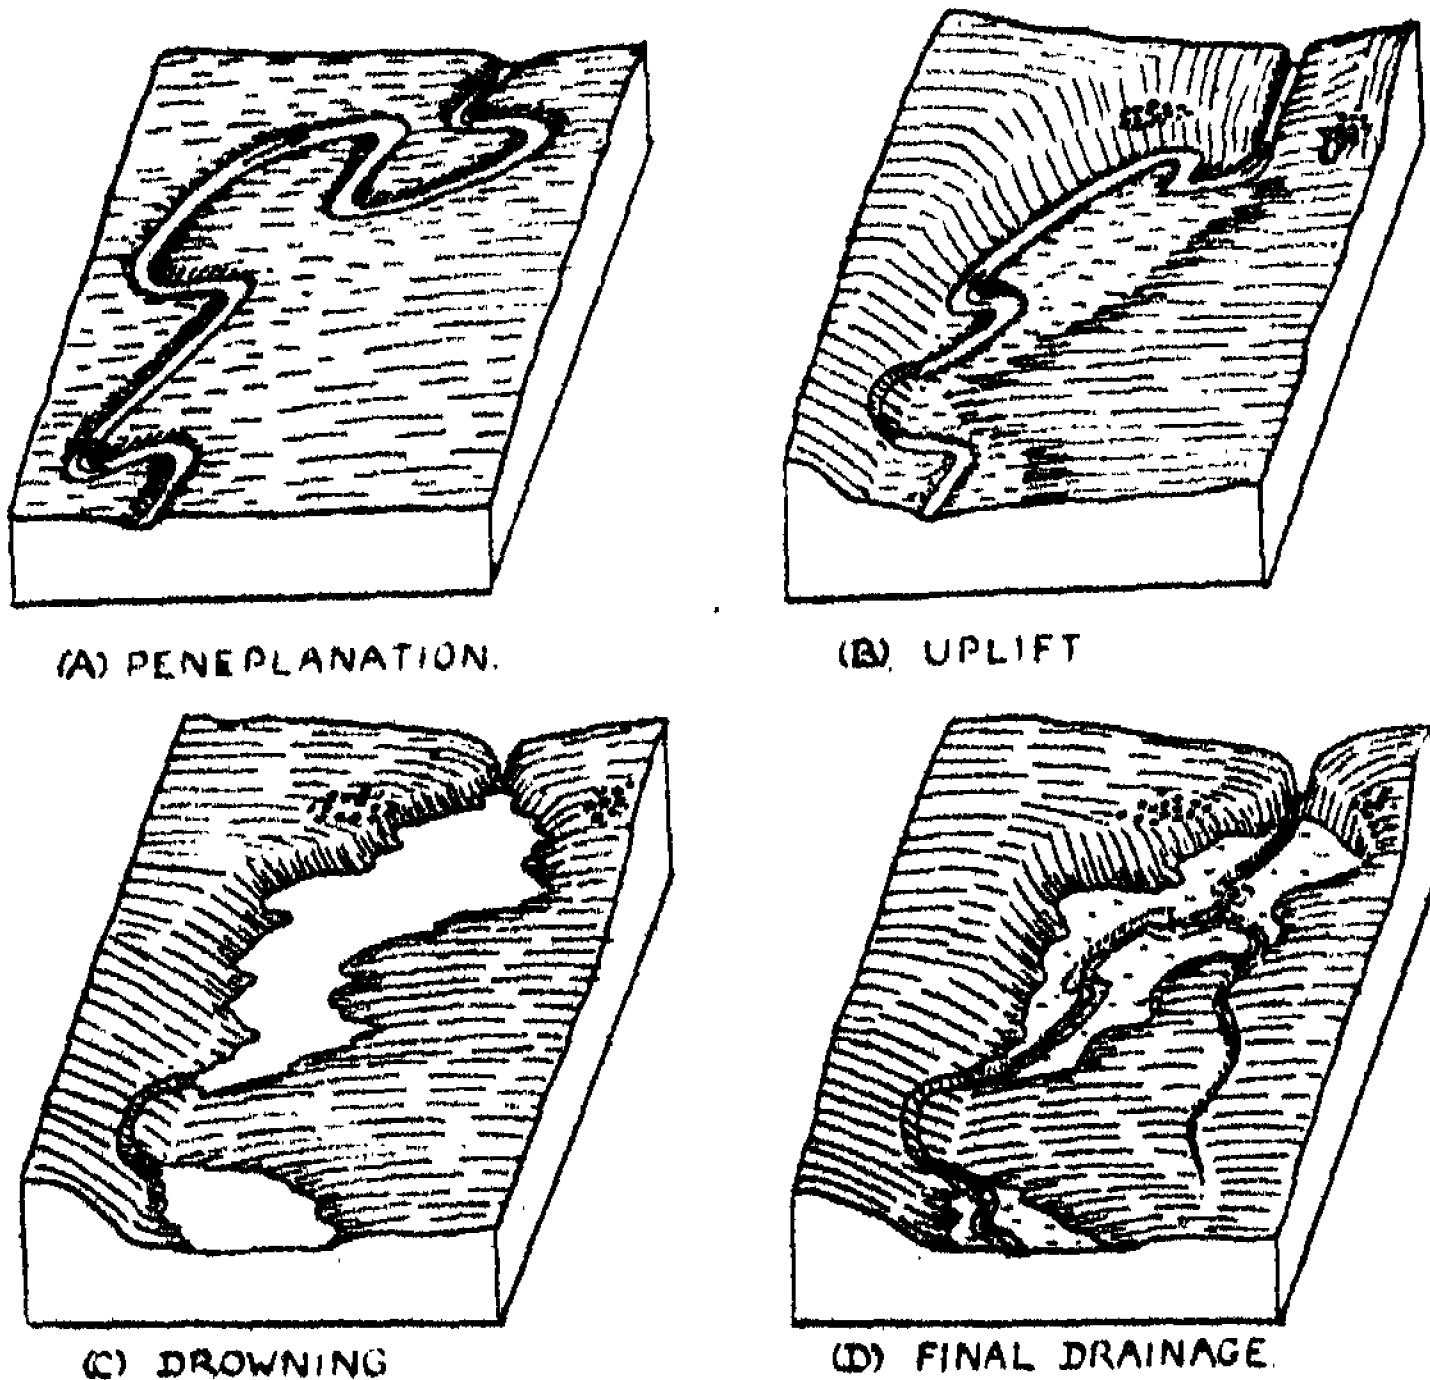 (A) PENEPLANATION.
(B). UPLIFT
(C) DROWNING
(D) FINAL DRAINAGE.